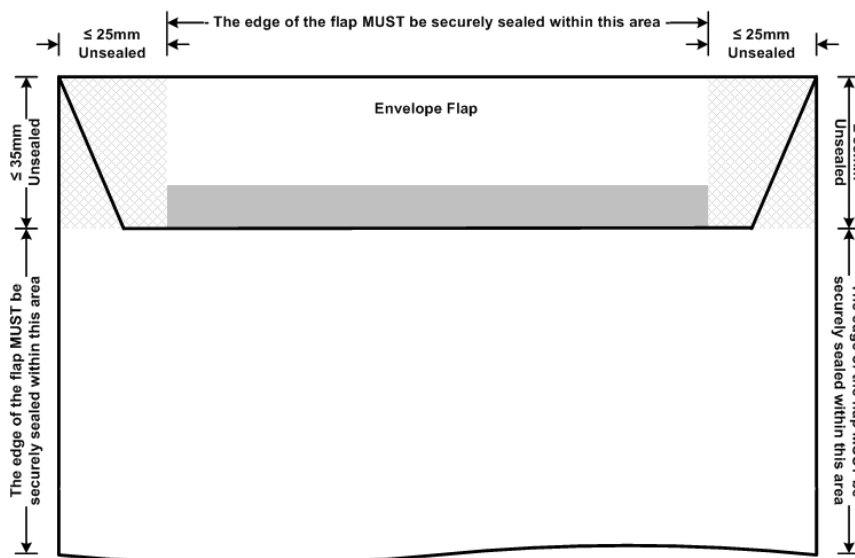 The edge of the flap MUST be securely sealed within this area
≤ 25mm
Unsealed
≤ 25mm
Unsealed
Envelope Flap
≤ 35mm
Unsealed
Unsealed
The edge of the flap MUST be
securely sealed within this area
securely sealed within this area